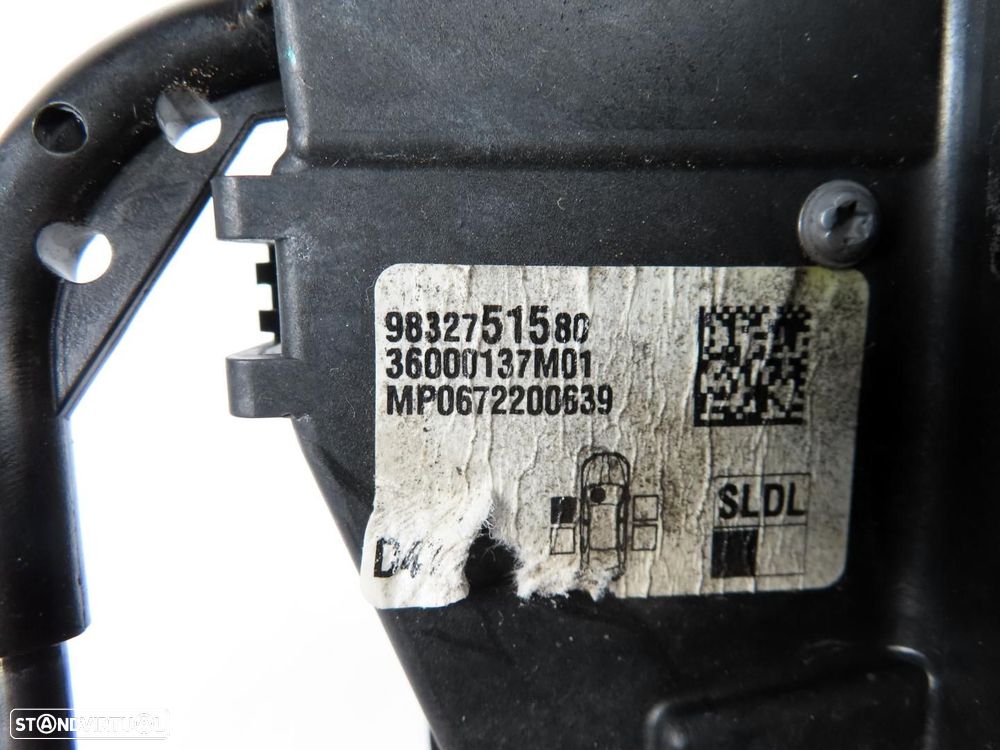 9832751580
36000137M01
MP0672200639
SLDL
D4
STANDVIRTUAL